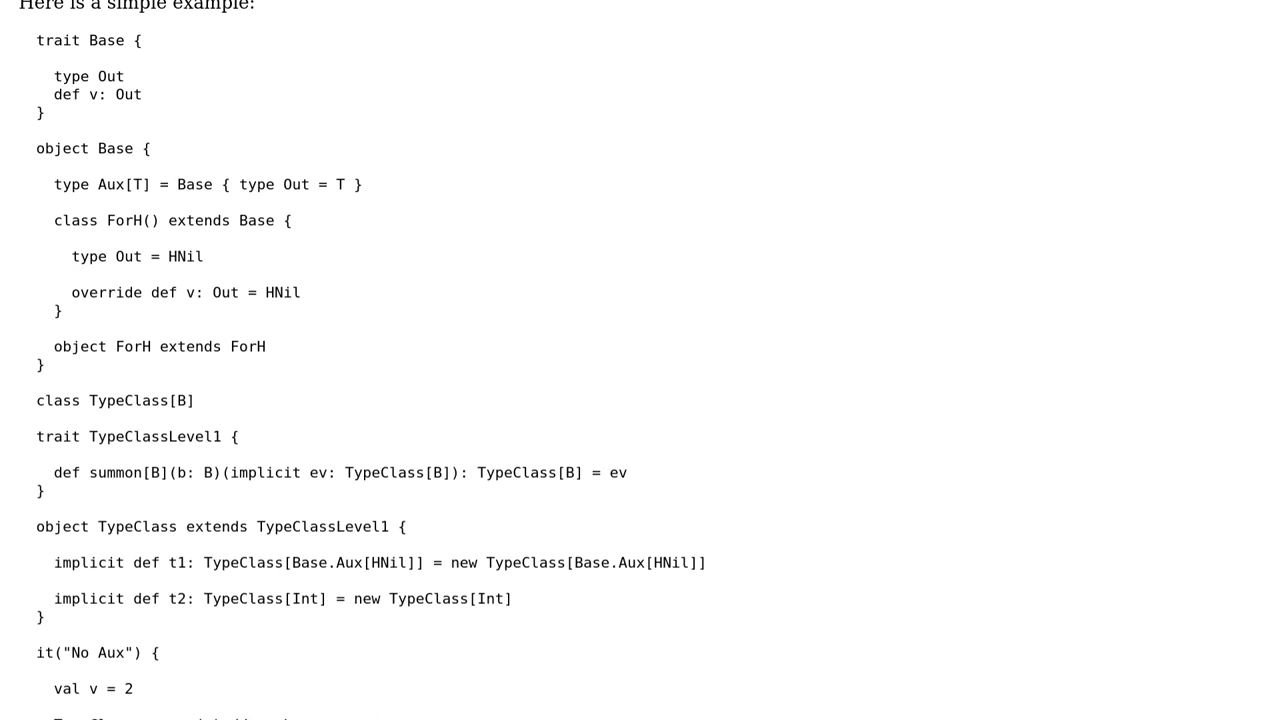 Here is a simple example:
trait Base {
type Out
def v: Out
}
object Base {
type Aux[T] = Base { type Out = T }
class ForH() extends Base {
type Out = HNil
override def v: Out = HNil
}
object ForH extends ForH
}
class TypeClass[B]
trait TypeClassLevel1 {
def summon[B](b: B)(implicit ev: TypeClass[B]): TypeClass[B] = ev
}
object TypeClass extends TypeClassLevel1 {
implicit def t1: TypeClass[Base.Aux[HNil]] = new TypeClass[Base.Aux[HNil]]
implicit def t2: TypeClass[Int] = new TypeClass[Int]
}
it("No Aux") {
val v = 2